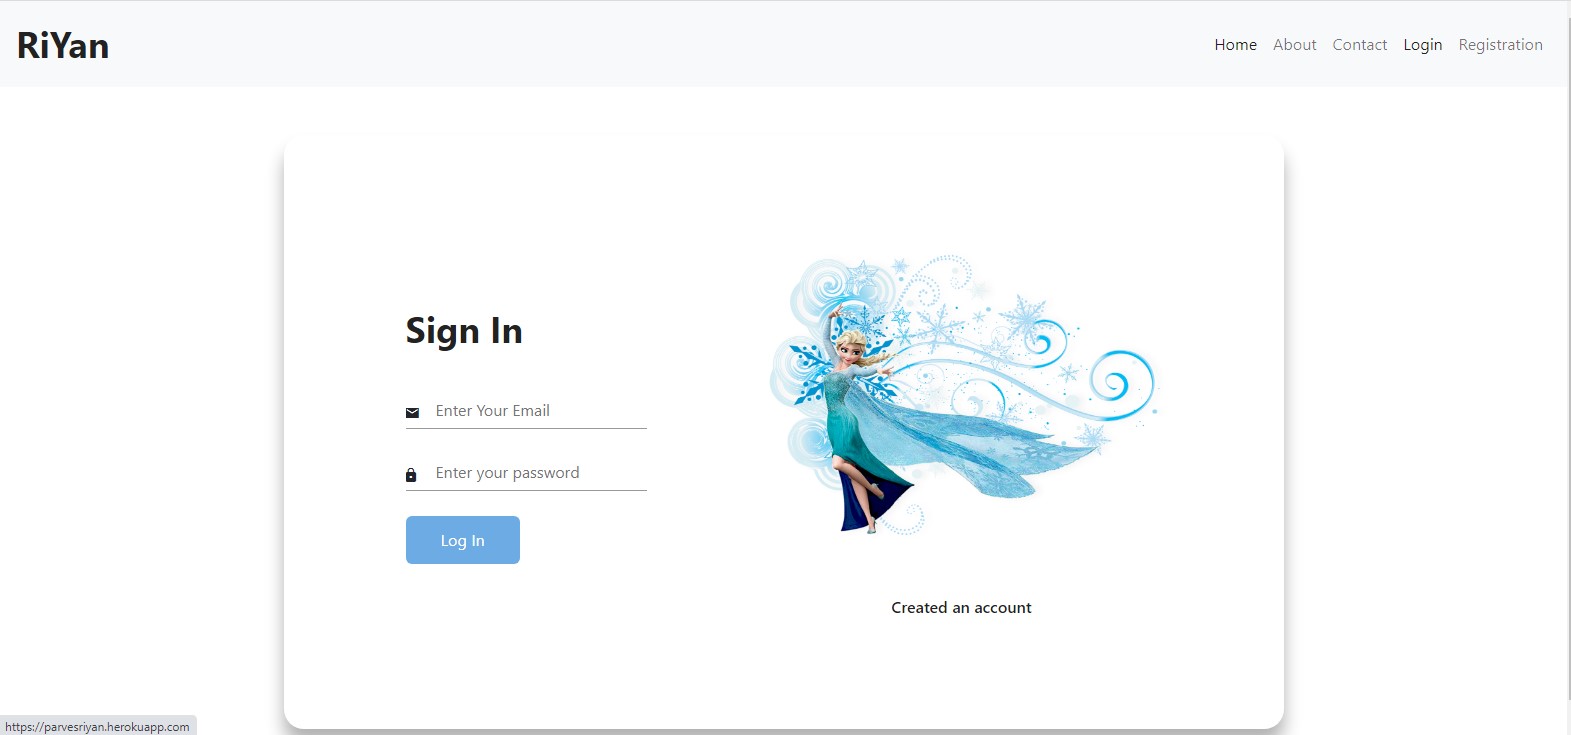 RiYan
Home About Contact Login Registration
Sign In
Enter Your Email
Enter your password
Log In
Created an account
https://parvesriyan.herokuapp.com